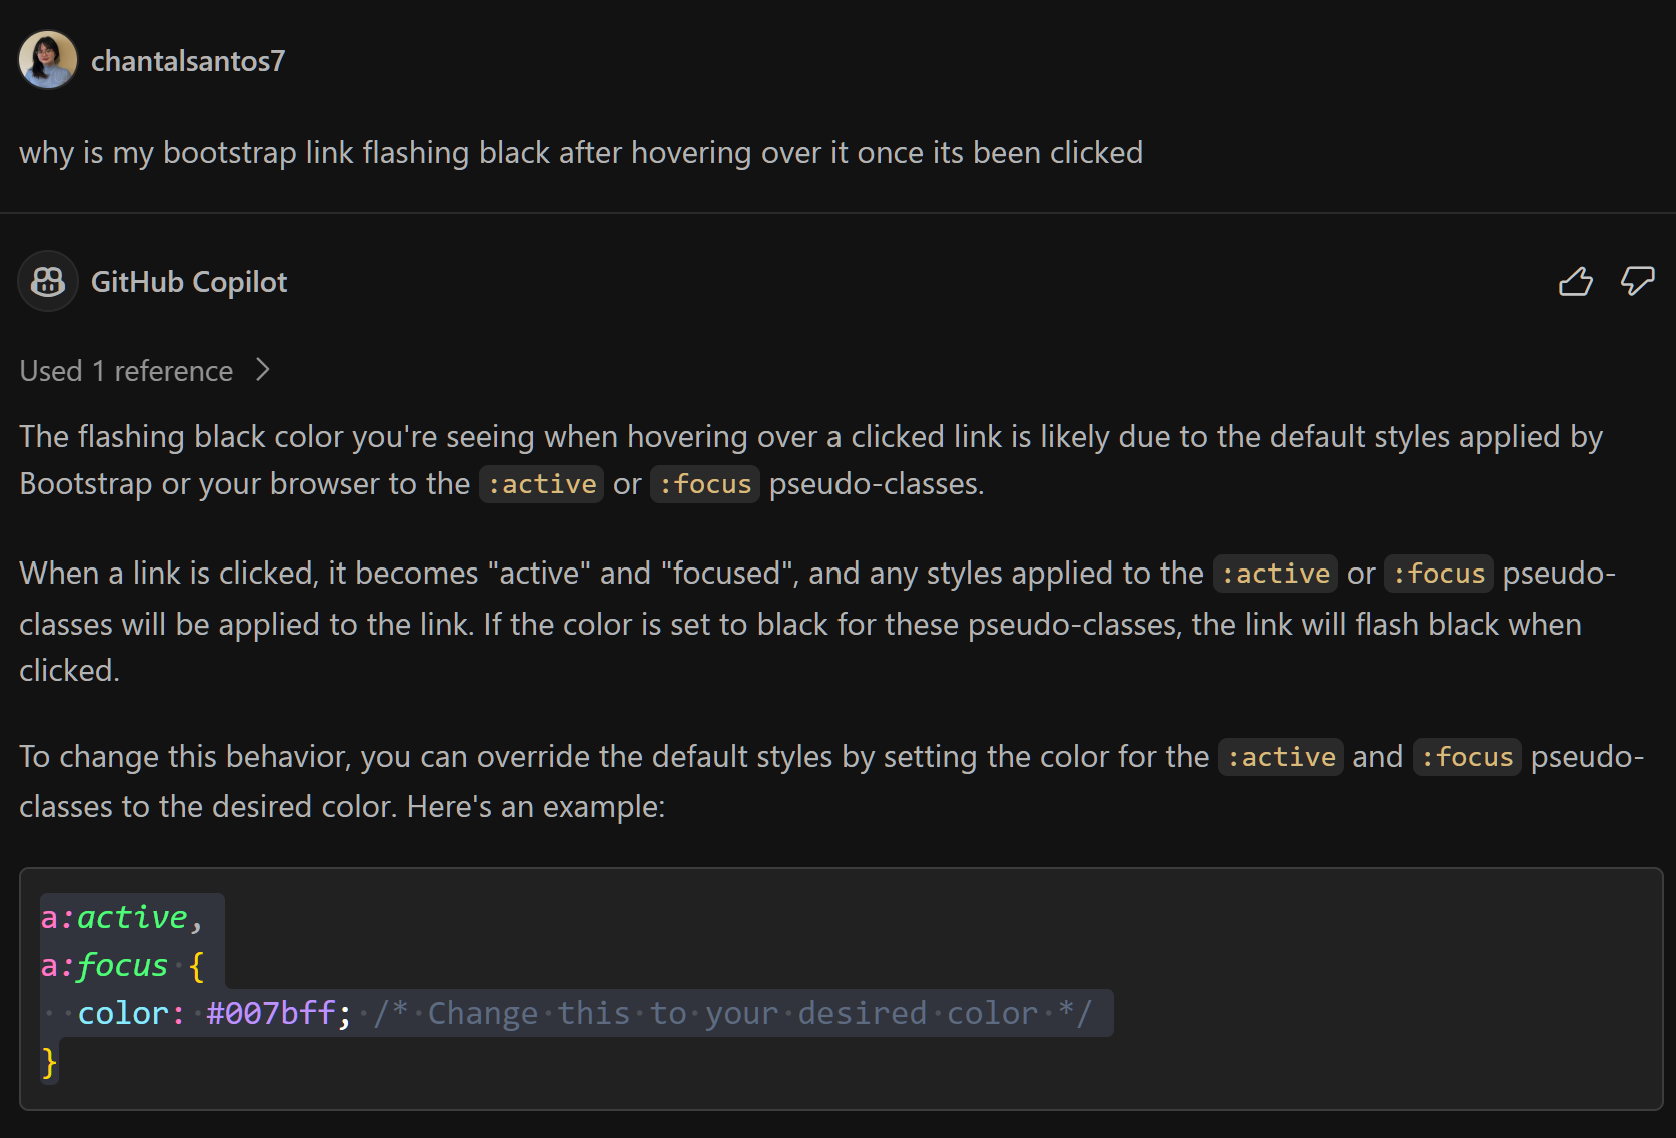 chantalsantos7
why is my bootstrap link flashing black after hovering over it once its been clicked
GitHub Copilot
Used 1 reference
The flashing black color you're seeing when hovering over a clicked link is likely due to the default styles applied by
Bootstrap or your browser to the :active or :focus pseudo-classes.
When a link is clicked, it becomes "active" and "focused", and any styles applied to the :active or :focus pseudo-
classes will be applied to the link. If the color is set to black for these pseudo-classes, the link will flash black when
clicked.
To change this behavior, you can override the default styles by setting the color for the :active and :focus pseudo-
classes to the desired color. Here's an example:
a:active,
a:focus {
  color: #007bff; /* Change this to your desired color */
}